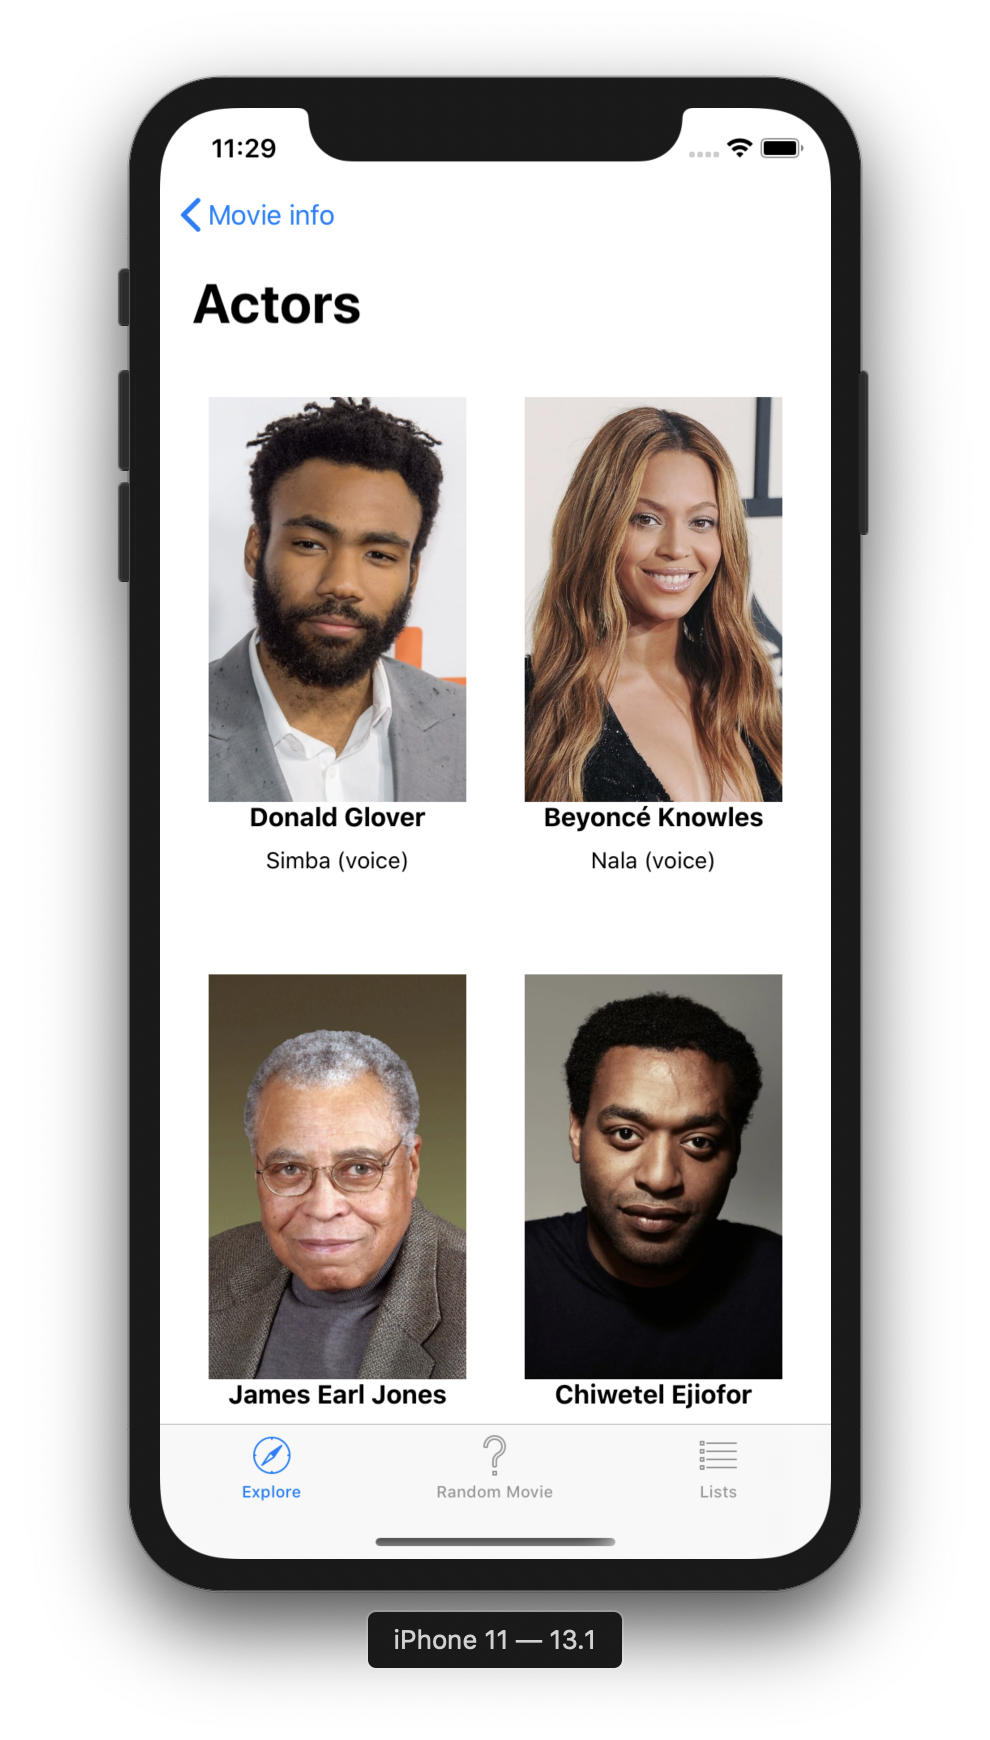 11:29
Movie info
Actors
Donald Glover
Beyoncé Knowles
Simba (voice)
Nala (voice)
James Earl Jones
Chiwetel Ejiofor
Explore
Random Movie
Lists
iPhone 11 — 13.1